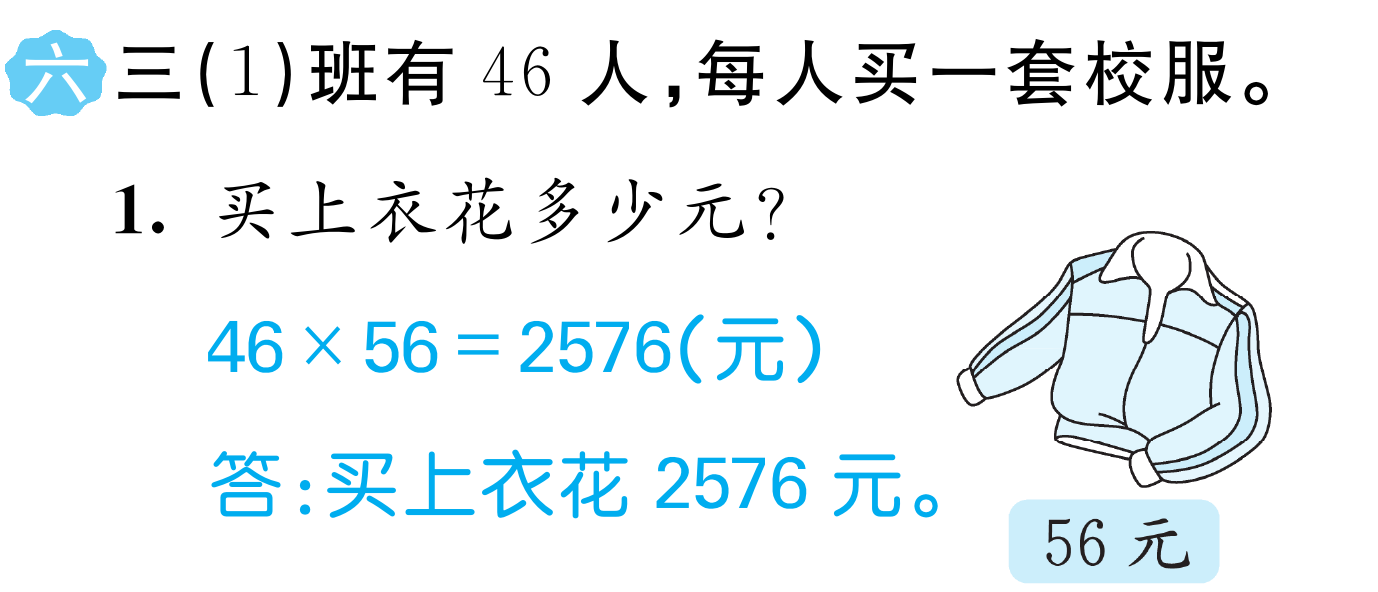 六 三(1)班有 46 人,每人买一套校服。
1. 买上衣花多少元?
46 × 56 = 2576(元)
答:买上衣花 2576 元。
56 元